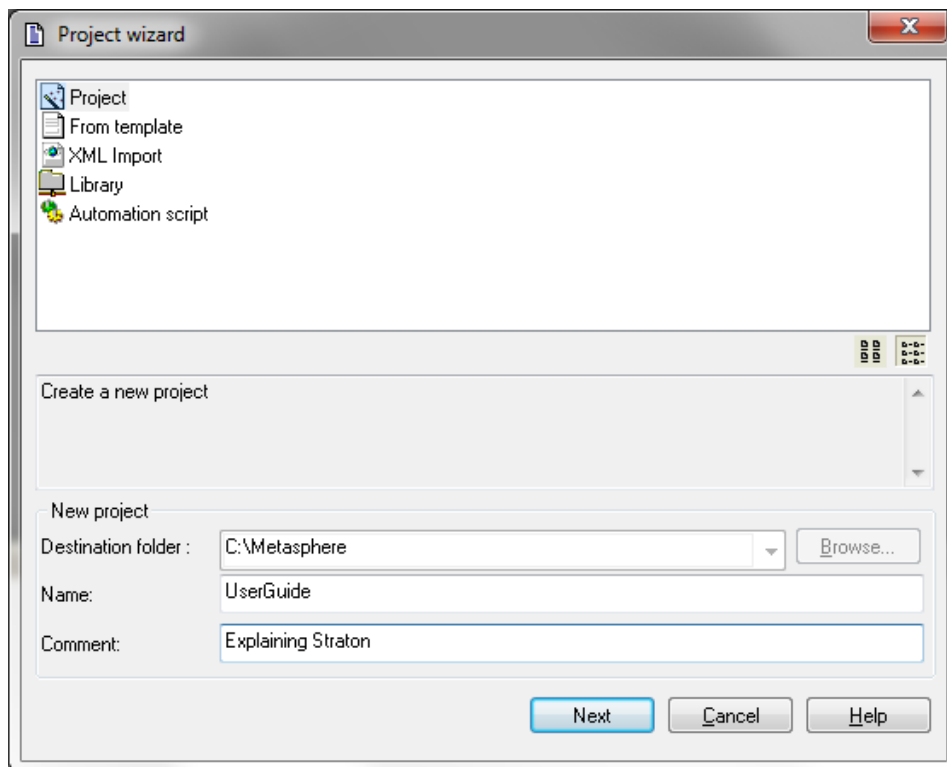 Project wizard
Project
From template
XML Import
Library
Automation script
Create a new project
New project
Destination folder :
C:\Metasphere
Browse...
Name:
UserGuide
Comment:
Explaining Straton
Next
Cancel
Help